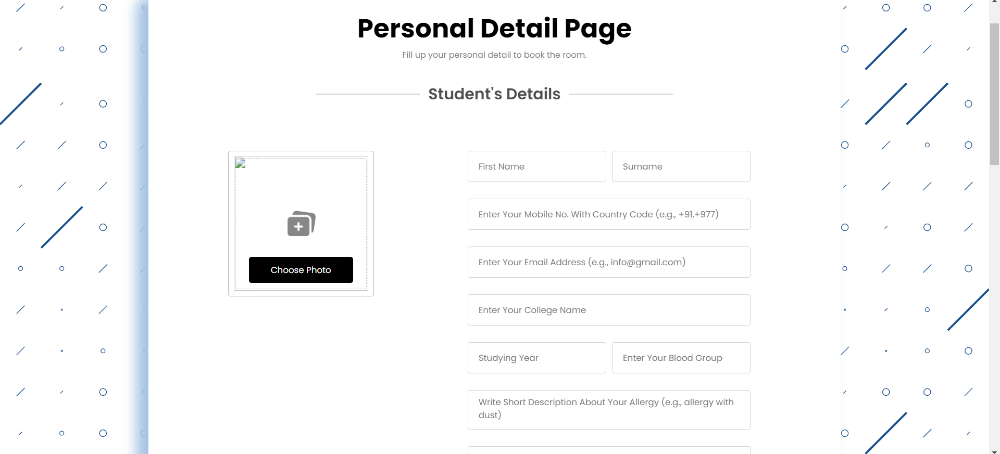 Personal Detail Page
Fill up your personal detail to book the room.
Student's Details
First Name
Surname
Enter Your Mobile No. With Country Code (e.g., +91,+977)
Enter Your Email Address (e.g., info@gmail.com)
Choose Photo
Enter Your College Name
Studying Year
Enter Your Blood Group
Write Short Description About Your Allergy (e.g., allergy with
dust)